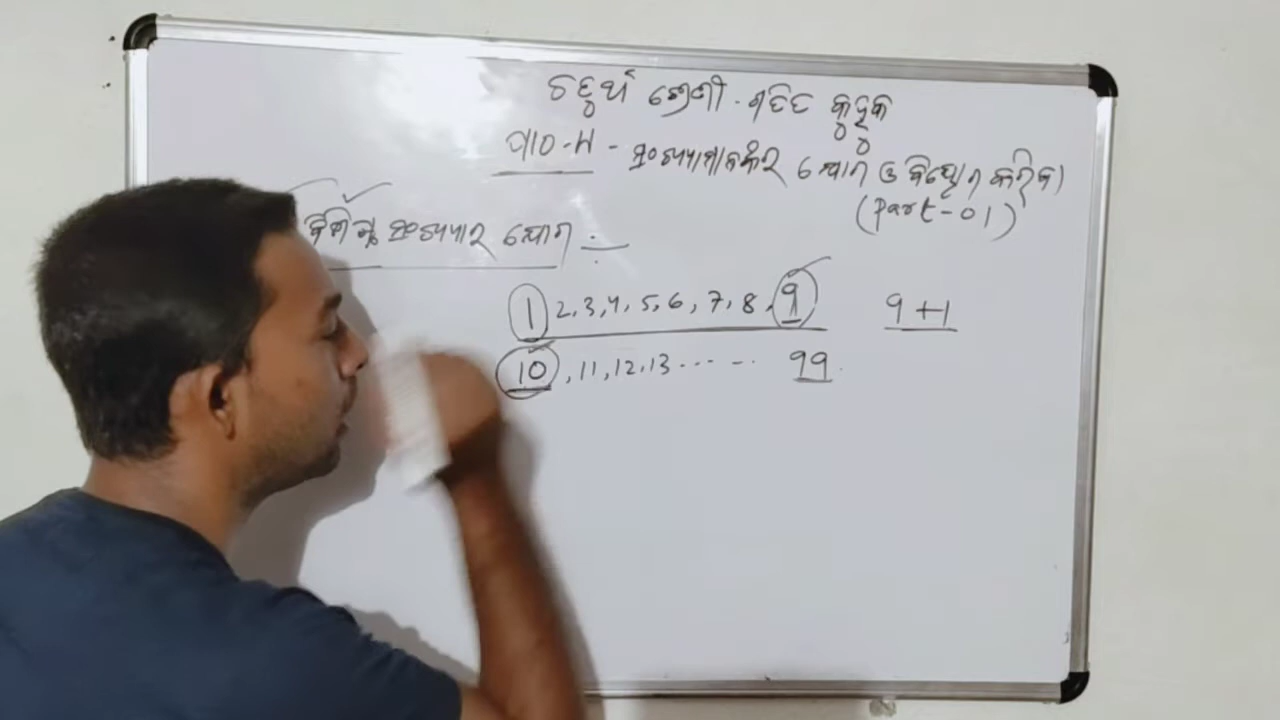 ଚତୁର୍ଥ ଶ୍ରେଣୀ - ଗଣିତ କୁହୁକ
ପାଠ-୪ - ସଂଖ୍ୟାମାନଙ୍କର ଯୋଗ ଓ ବିୟୋଗ କରିବା
(Part-01)
ସଂଖ୍ୟାର ଯୋଗ :-
1 2,3,4,5,6,7,8,9
9+1
10,11,12,13..... 99